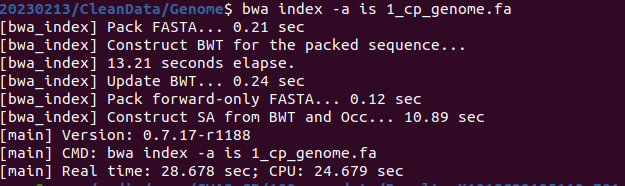 20230213/CleanData/Genome$ bwa index -a is 1_cp_genome.fa
[bwa_index] Pack FASTA... 0.21 sec
[bwa_index] Construct BWT for the packed sequence...
[bwa_index] 13.21 seconds elapse.
[bwa_index] Update BWT... 0.24 sec
[bwa_index] Pack forward-only FASTA... 0.12 sec
[bwa_index] Construct SA from BWT and Occ... 10.89 sec
[main] Version: 0.7.17-r1188
[main] CMD: bwa index -a is 1_cp_genome.fa
[main] Real time: 28.678 sec; CPU: 24.679 sec